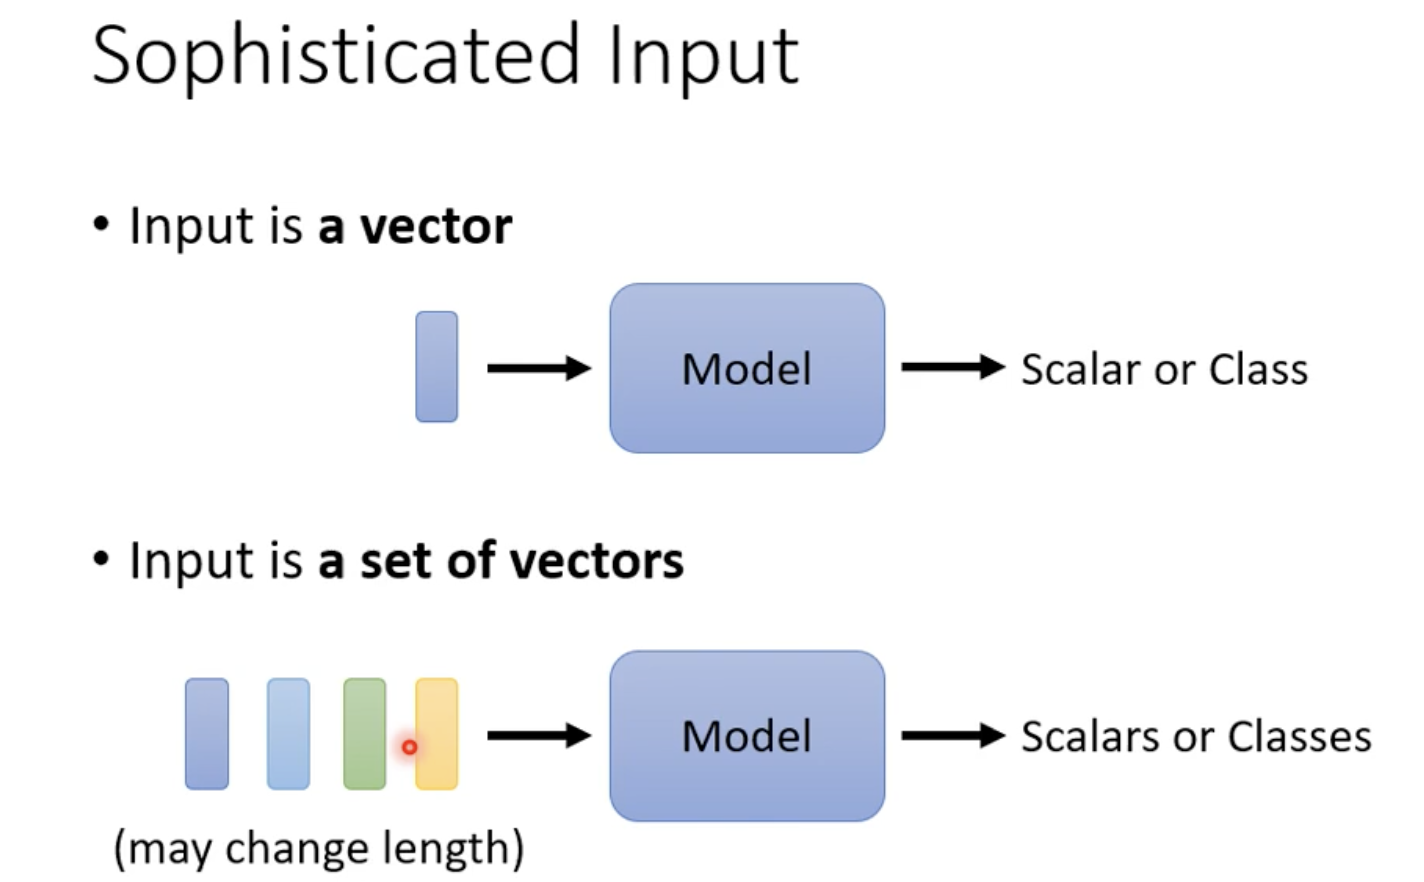 Sophisticated Input
• Input is a vector
Model
Scalar or Class
• Input is a set of vectors
Model
Scalars or Classes
(may change length)